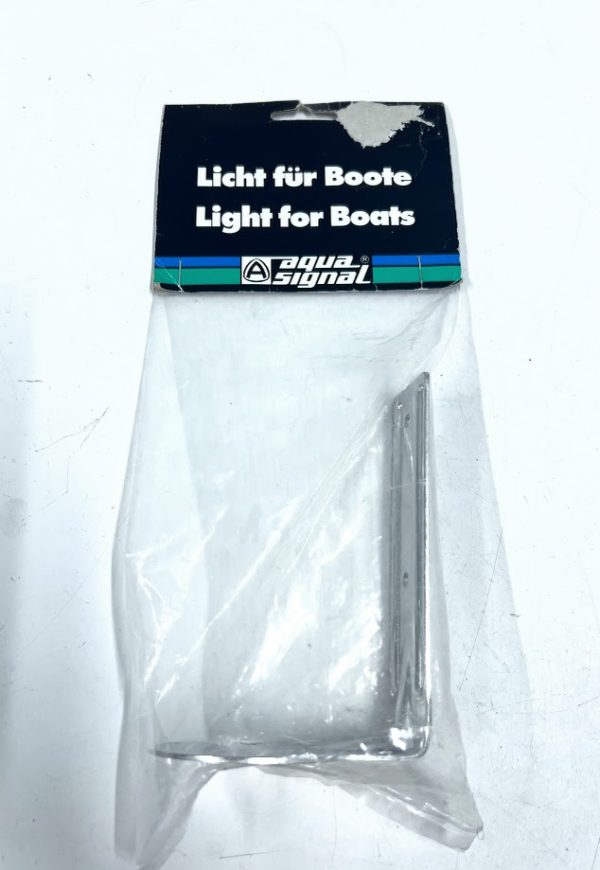 Licht für Boote
Light for Boats
A aqua ®
signal